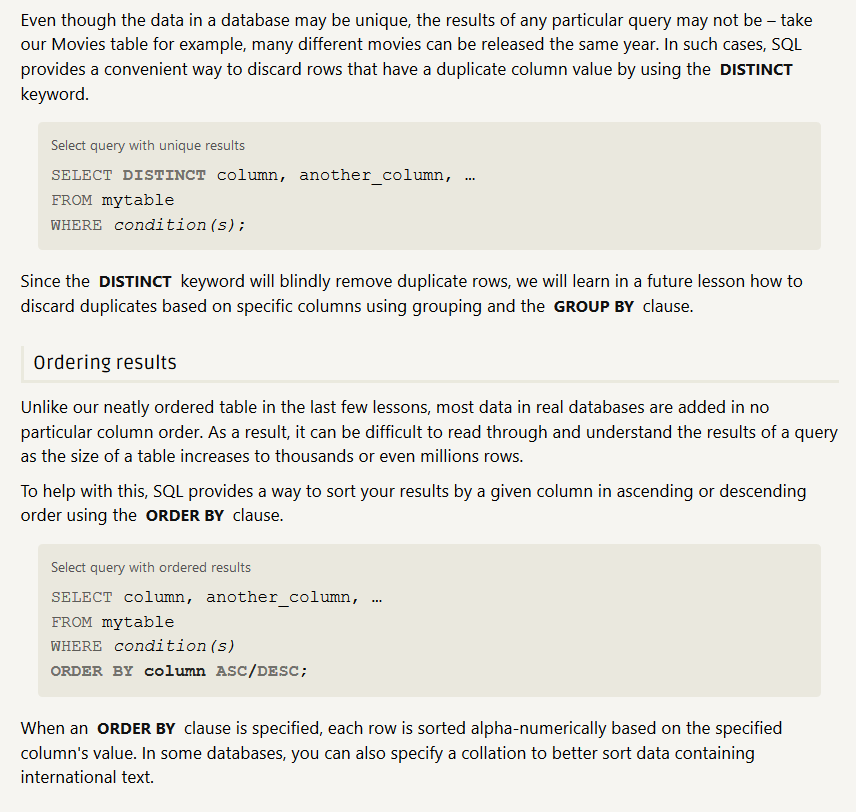 Even though the data in a database may be unique, the results of any particular query may not be – take
our Movies table for example, many different movies can be released the same year. In such cases, SQL
provides a convenient way to discard rows that have a duplicate column value by using the DISTINCT
keyword.
Select query with unique results
SELECT DISTINCT column, another_column, …
FROM mytable
WHERE condition(s);
Since the DISTINCT keyword will blindly remove duplicate rows, we will learn in a future lesson how to
discard duplicates based on specific columns using grouping and the GROUP BY clause.
Ordering results
Unlike our neatly ordered table in the last few lessons, most data in real databases are added in no
particular column order. As a result, it can be difficult to read through and understand the results of a query
as the size of a table increases to thousands or even millions rows.
To help with this, SQL provides a way to sort your results by a given column in ascending or descending
order using the ORDER BY clause.
Select query with ordered results
SELECT column, another_column, …
FROM mytable
WHERE condition(s)
ORDER BY column ASC/DESC;
When an ORDER BY clause is specified, each row is sorted alpha-numerically based on the specified
column's value. In some databases, you can also specify a collation to better sort data containing
international text.